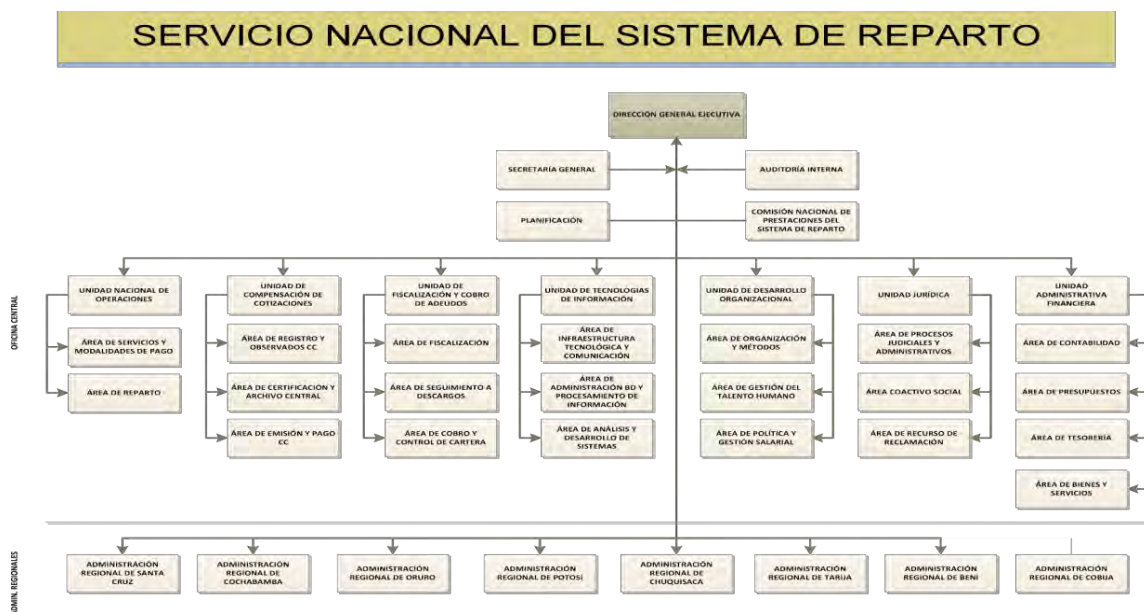 SERVICIO NACIONAL DEL SISTEMA DE REPARTO
DIRECCIÓN GENERAL EJECUTIVA
SECRETARÍA GENERAL
AUDITORÍA INTERNA
PLANIFICACIÓN
COMISIÓN NACIONAL DE
PRESTACIONES DEL
SISTEMA DE REPARTO
OFICINA CENTRAL
UNIDAD NACIONAL DE
OPERACIONES
ÁREA DE SERVICIOS Y
MODALIDADES DE PAGO
ÁREA DE REPARTO
UNIDAD DE
COMPENSACIÓN DE
COTIZACIONES
ÁREA DE REGISTRO Y
OBSERVADOS CC
ÁREA DE CERTIFICACIÓN Y
ARCHIVO CENTRAL
ÁREA DE EMISIÓN Y PAGO
CC
UNIDAD DE
FISCALIZACIÓN Y COBRO
DE ADEUDOS
ÁREA DE FISCALIZACIÓN
ÁREA DE SEGUIMIENTO A
DESCARGOS
ÁREA DE COBRO Y
CONTROL DE CARTERA
UNIDAD DE TECNOLOGIAS
DE INFORMACIÓN
ÁREA DE
INFRAESTRUCTURA
TECNOLÓGICA Y
COMUNICACIÓN
ÁREA DE
ADMINISTRACIÓN BD Y
PROCESAMIENTO DE
INFORMACIÓN
ÁREA DE ANÁLISIS Y
DESARROLLO DE
SISTEMAS
UNIDAD DE DESARROLLO
ORGANIZACIONAL
ÁREA DE ORGANIZACIÓN
Y MÉTODOS
ÁREA DE GESTIÓN DEL
TALENTO HUMANO
ÁREA DE POLÍTICA Y
GESTIÓN SALARIAL
UNIDAD JURÍDICA
ÁREA DE PROCESOS
JUDICIALES Y
ADMINISTRATIVOS
ÁREA COACTIVO SOCIAL
ÁREA DE RECURSO DE
RECLAMACIÓN
UNIDAD
ADMINISTRATIVA
FINANCIERA
ÁREA DE CONTABILIDAD
ÁREA DE PRESUPUESTOS
ÁREA DE TESORERÍA
ÁREA DE BIENES Y
SERVICIOS
ADMIN. REGIONALES
ADMINISTRACIÓN
REGIONAL DE SANTA
CRUZ
ADMINISTRACIÓN
REGIONAL DE
COCHABAMBA
ADMINISTRACIÓN
REGIONAL DE ORURO
ADMINISTRACIÓN
REGIONAL DE POTOSÍ
ADMINISTRACIÓN
REGIONAL DE
CHUQUISACA
ADMINISTRACIÓN
REGIONAL DE TARIJA
ADMINISTRACIÓN
REGIONAL DE BENI
ADMINISTRACIÓN
REGIONAL DE COBIJA